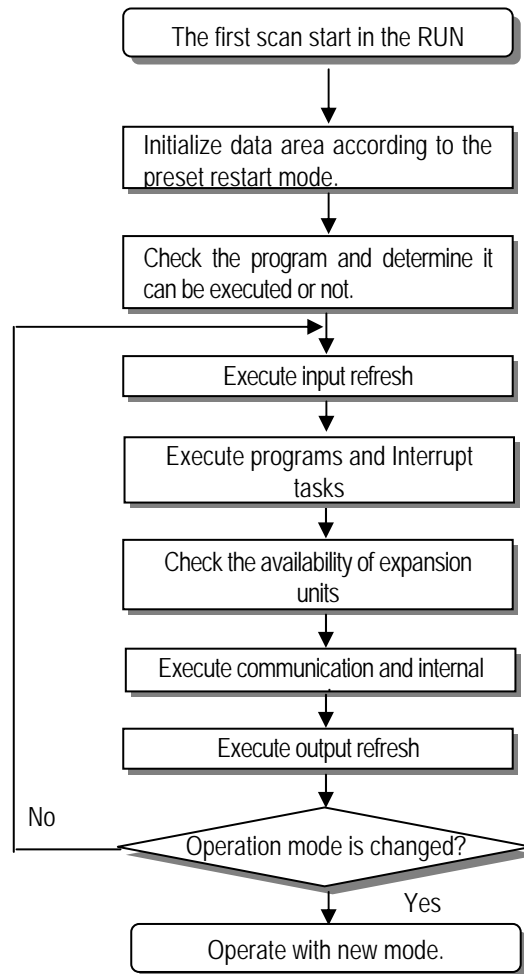 The first scan start in the RUN
Initialize data area according to the
preset restart mode.
Check the program and determine it
can be executed or not.
Execute input refresh
Execute programs and Interrupt
tasks
Check the availability of expansion
units
Execute communication and internal
Execute output refresh
No
Operation mode is changed?
Yes
Operate with new mode.